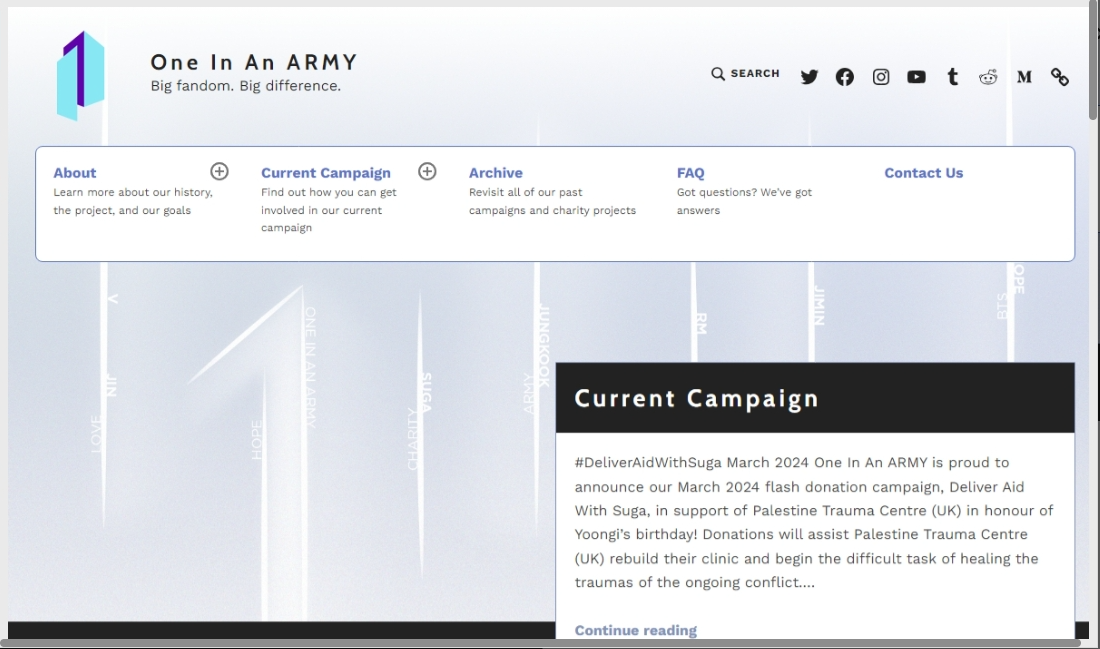 One In An ARMY
Big fandom. Big difference.
SEARCH
About
Learn more about our history,
the project, and our goals
Current Campaign
Find out how you can get
involved in our current
campaign
Archive
Revisit all of our past
campaigns and charity projects
FAQ
Got questions? We've got
answers
Contact Us
V
JIN
LOVE
HOPE
ONE IN AN ARMY
SUGA
CHARITY
JUNGKOOK
ARMY
RM
JIMIN
OPE
BTS
Current Campaign
#DeliverAidWithSuga March 2024 One In An ARMY is proud to
announce our March 2024 flash donation campaign, Deliver Aid
With Suga, in support of Palestine Trauma Centre (UK) in honour of
Yoongi's birthday! Donations will assist Palestine Trauma Centre
(UK) rebuild their clinic and begin the difficult task of healing the
traumas of the ongoing conflict....
Continue reading